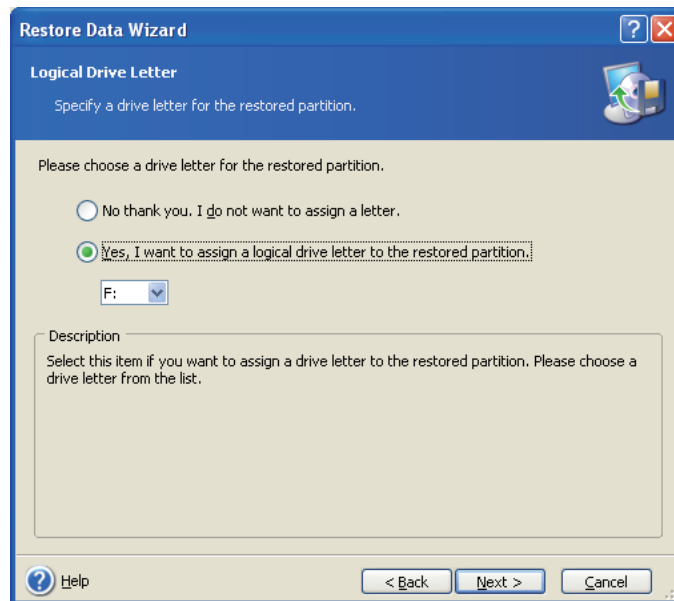 Restore Data Wizard
Logical Drive Letter
Specify a drive letter for the restored partition.
Please choose a drive letter for the restored partition.
No thank you. I do not want to assign a letter.
Yes, I want to assign a logical drive letter to the restored partition.
F:
Description
Select this item if you want to assign a drive letter to the restored partition. Please choose a
drive letter from the list.
? Help
< Back
Next >
Cancel